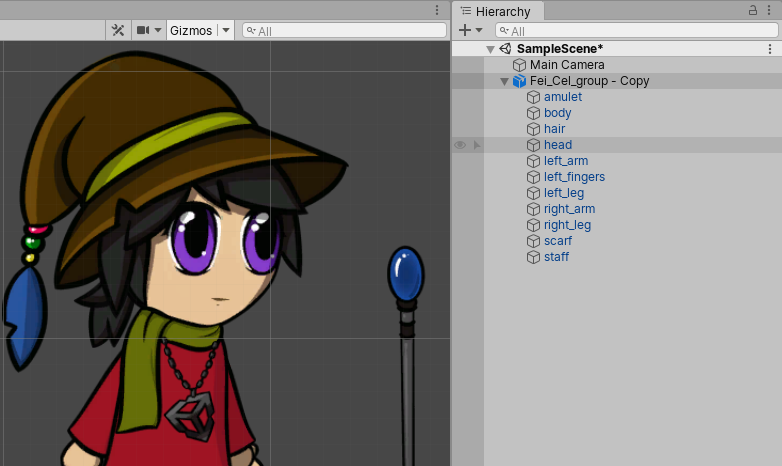 Hierarchy
Gizmos
All
All
SampleScene*
Main Camera
Fei_Cel_group - Copy
amulet
body
hair
head
left_arm
left_fingers
left_leg
right_arm
right_leg
scarf
staff